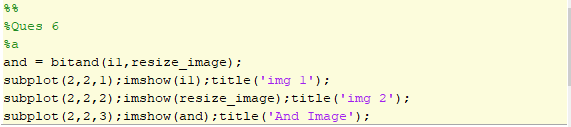 %%
%Ques 6
%a
and = bitand(i1,resize_image);
subplot(2,2,1);imshow(i1);title('img 1');
subplot(2,2,2);imshow(resize_image);title('img 2');
subplot(2,2,3);imshow(and);title('And Image');